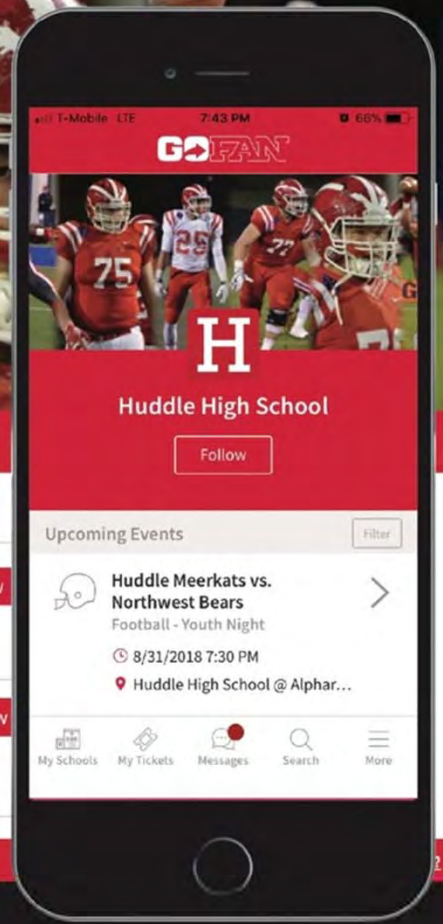 T-Mobile LTE 7:43 PM 66%
GOFAN
75 26 77
H
Huddle High School
Follow
Upcoming Events Filter
Huddle Meerkats vs.
Northwest Bears
Football - Youth Night
8/31/2018 7:30 PM
Huddle High School @ Alphar...
My Schools My Tickets Messages Search More